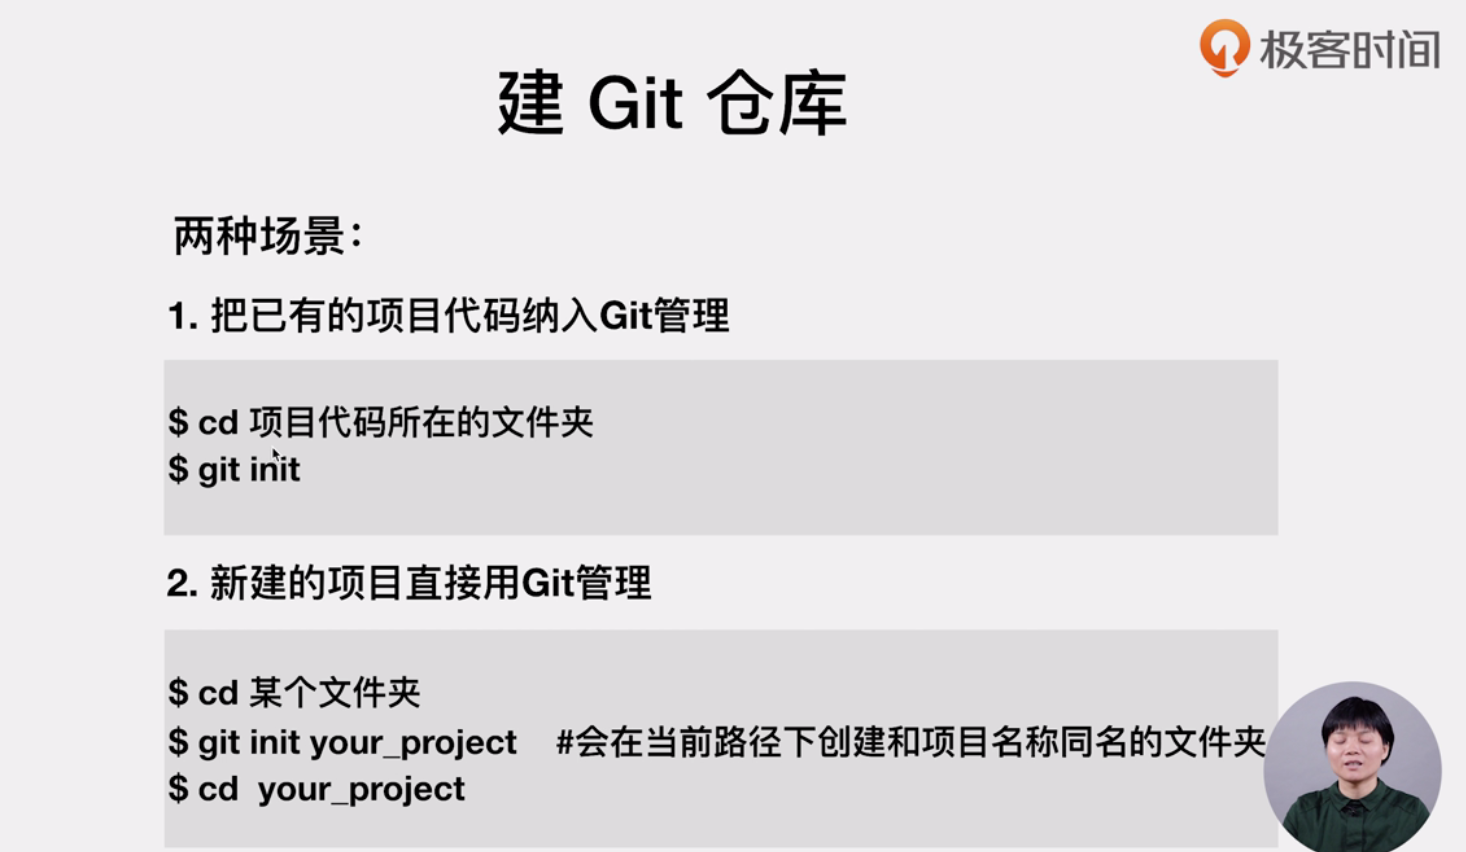 极客时间
建 Git 仓库
两种场景：
1. 把已有的项目代码纳入Git管理
$ cd 项目代码所在的文件夹
$ git init
2. 新建的项目直接用Git管理
$ cd 某个文件夹
$ git init your_project #会在当前路径下创建和项目名称同名的文件夹
$ cd your_project